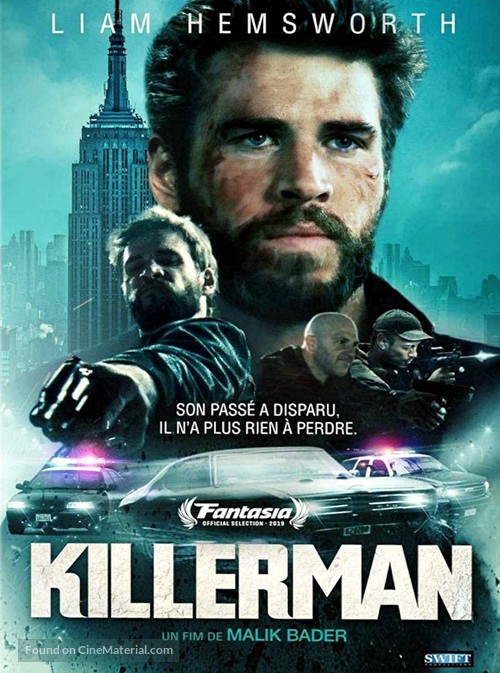 LIAM HEMSWORTH
SON PASSÉ A DISPARU,
IL N'A PLUS RIEN À PERDRE.
Fantasia
OFFICIAL SELECTION - 2019
KILLERMAN
UN FIM DE MALIK BADER
SWIFT
Found on CineMaterial.com